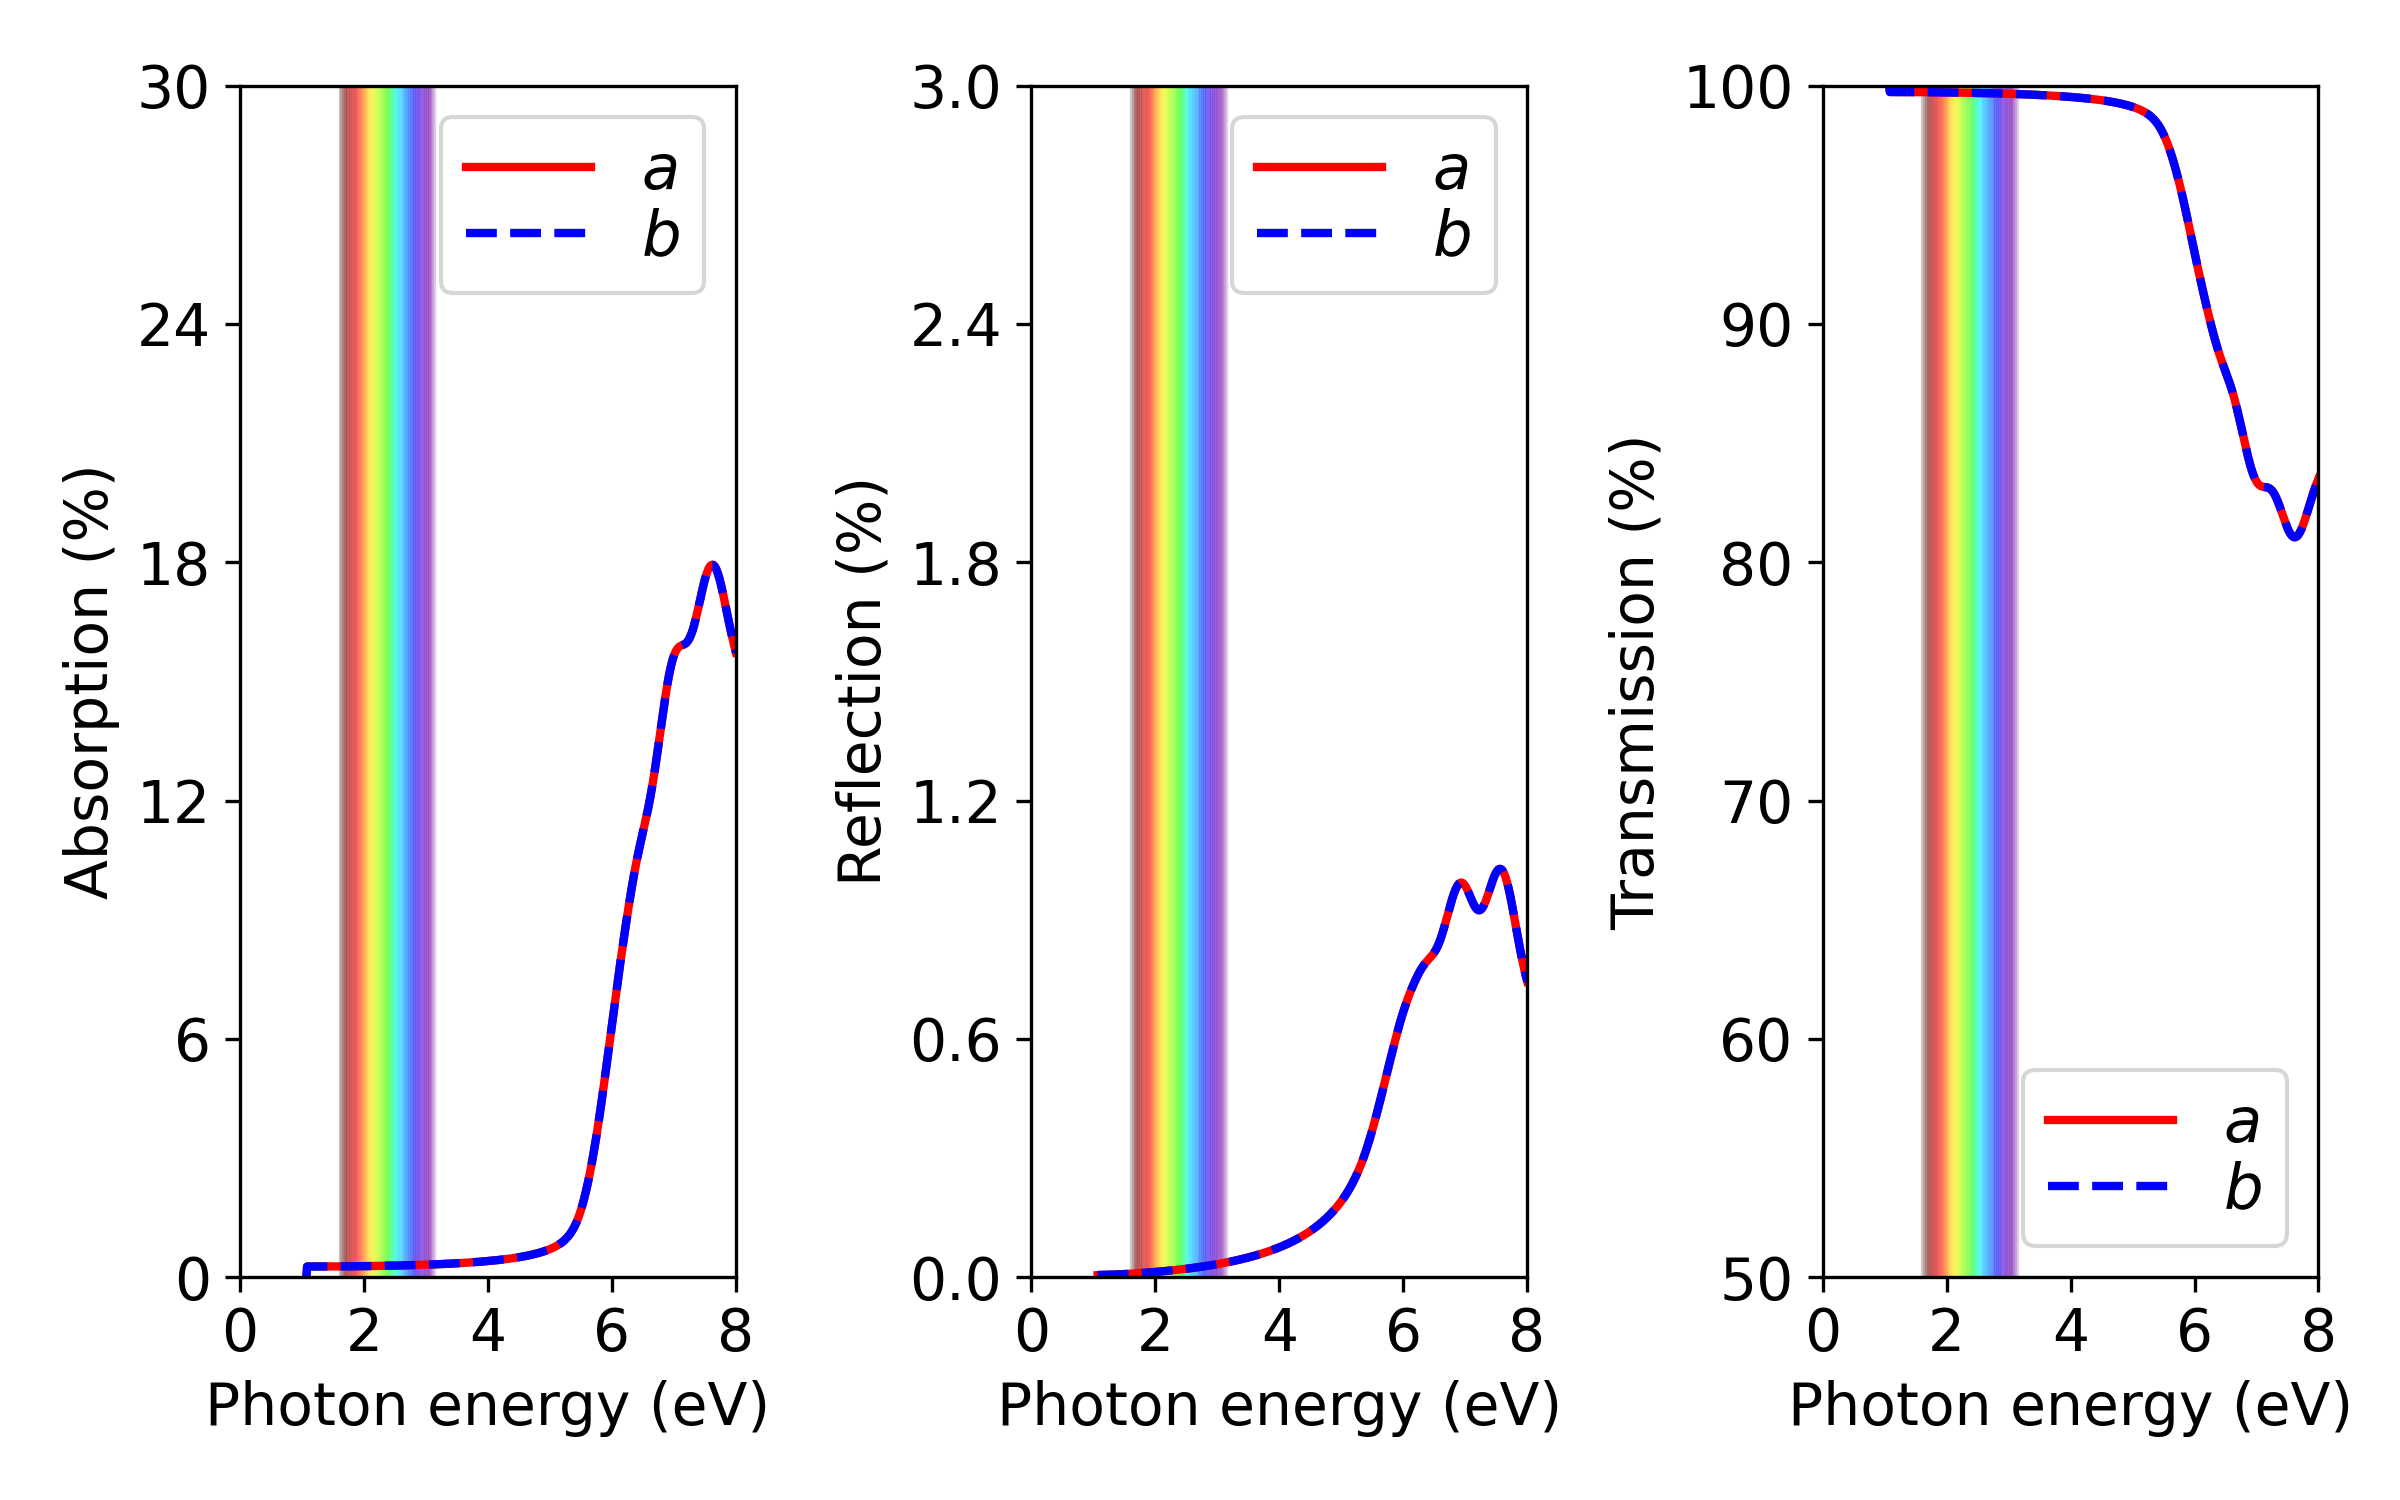 Absorption (%)
30
24
18
12
6
0
0 2 4 6 8
Photon energy (eV)
a
b
Reflection (%)
3.0
2.4
1.8
1.2
0.6
0.0
0 2 4 6 8
Photon energy (eV)
a
b
Transmission (%)
100
90
80
70
60
50
0 2 4 6 8
Photon energy (eV)
a
b